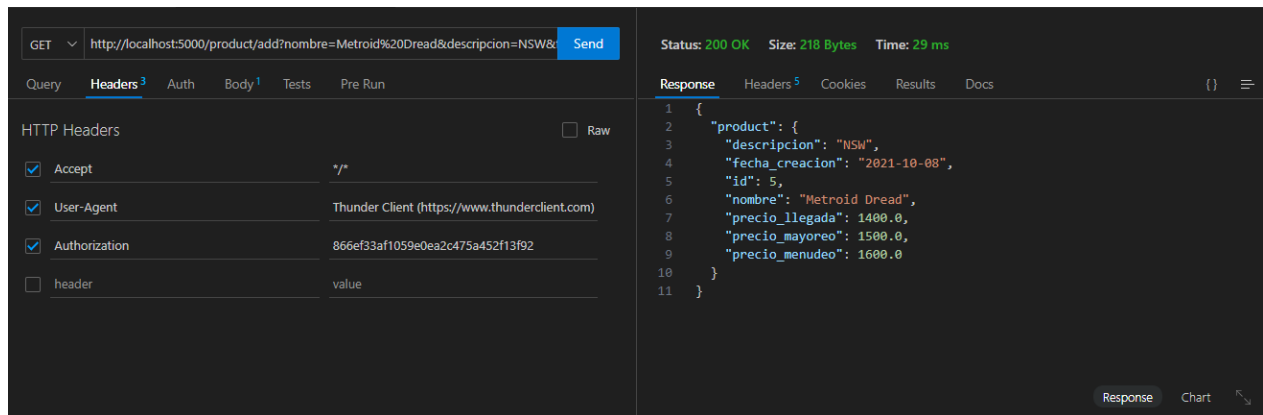 GET http://localhost:5000/product/add?nombre=Metroid%20Dread&descripcion=NSW& Send
Query Headers 3 Auth Body 1 Tests Pre Run
HTTP Headers Raw
Accept */*
User-Agent Thunder Client (https://www.thunderclient.com)
Authorization 866ef33af1059e0ea2c475a452f13f92
header value
Status: 200 OK Size: 218 Bytes Time: 29 ms
Response Headers 5 Cookies Results Docs {}
1 {
2 "product": {
3 "descripcion": "NSW",
4 "fecha_creacion": "2021-10-08",
5 "id": 5,
6 "nombre": "Metroid Dread",
7 "precio_llegada": 1400.0,
8 "precio_mayoreo": 1500.0,
9 "precio_menudeo": 1600.0
10 }
11 }
Response Chart